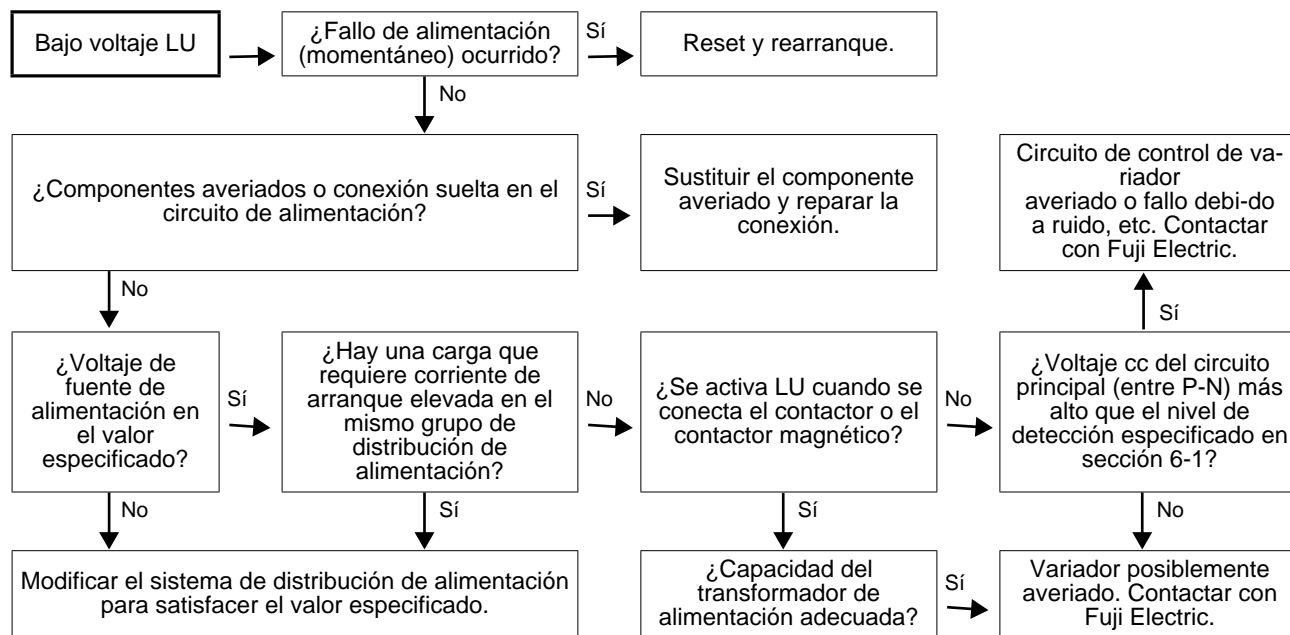 Bajo voltaje LU
¿Fallo de alimentación
(momentáneo) ocurrido?
Sí
Reset y rearranque.
No
¿Componentes averiados o conexión suelta en el
circuito de alimentación?
Sí
Sustituir el componente
averiado y reparar la
conexión.
Circuito de control de va-
riador
averiado o fallo debi-do
a ruido, etc. Contactar
con Fuji Electric.
No
Sí
¿Voltaje de
fuente de
alimentación en
el valor
especificado?
Sí
¿Hay una carga que
requiere corriente de
arranque elevada en el
mismo grupo de
distribución de
alimentación?
No
¿Se activa LU cuando se
conecta el contactor o el
contactor magnético?
No
¿Voltaje cc del circuito
principal (entre P-N) más
alto que el nivel de
detección especificado en
sección 6-1?
No
Sí
Sí
No
Modificar el sistema de distribución de alimentación
para satisfacer el valor especificado.
¿Capacidad del
transformador de
alimentación adecuada?
Sí
Variador posiblemente
averiado. Contactar con
Fuji Electric.